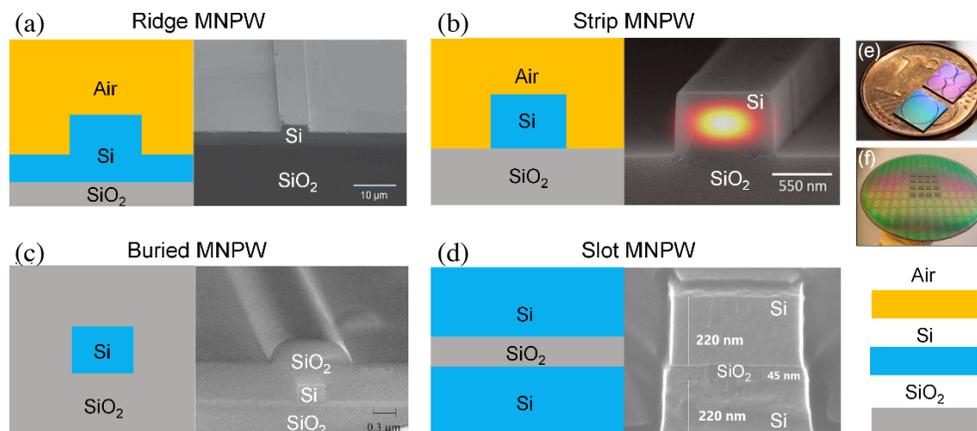 (a) Ridge MNPW
Air
Si
SiO₂
Si
SiO₂
10 µm
(b) Strip MNPW
Air
Si
SiO₂
Si
SiO₂
550 nm
(e)
(f)
(c) Buried MNPW
Si
SiO₂
SiO₂
Si
SiO₂
0.3 µm
(d) Slot MNPW
Si
SiO₂
Si
Si
220 nm
SiO₂ 45 nm
220 nm
Si
Air
Si
SiO₂